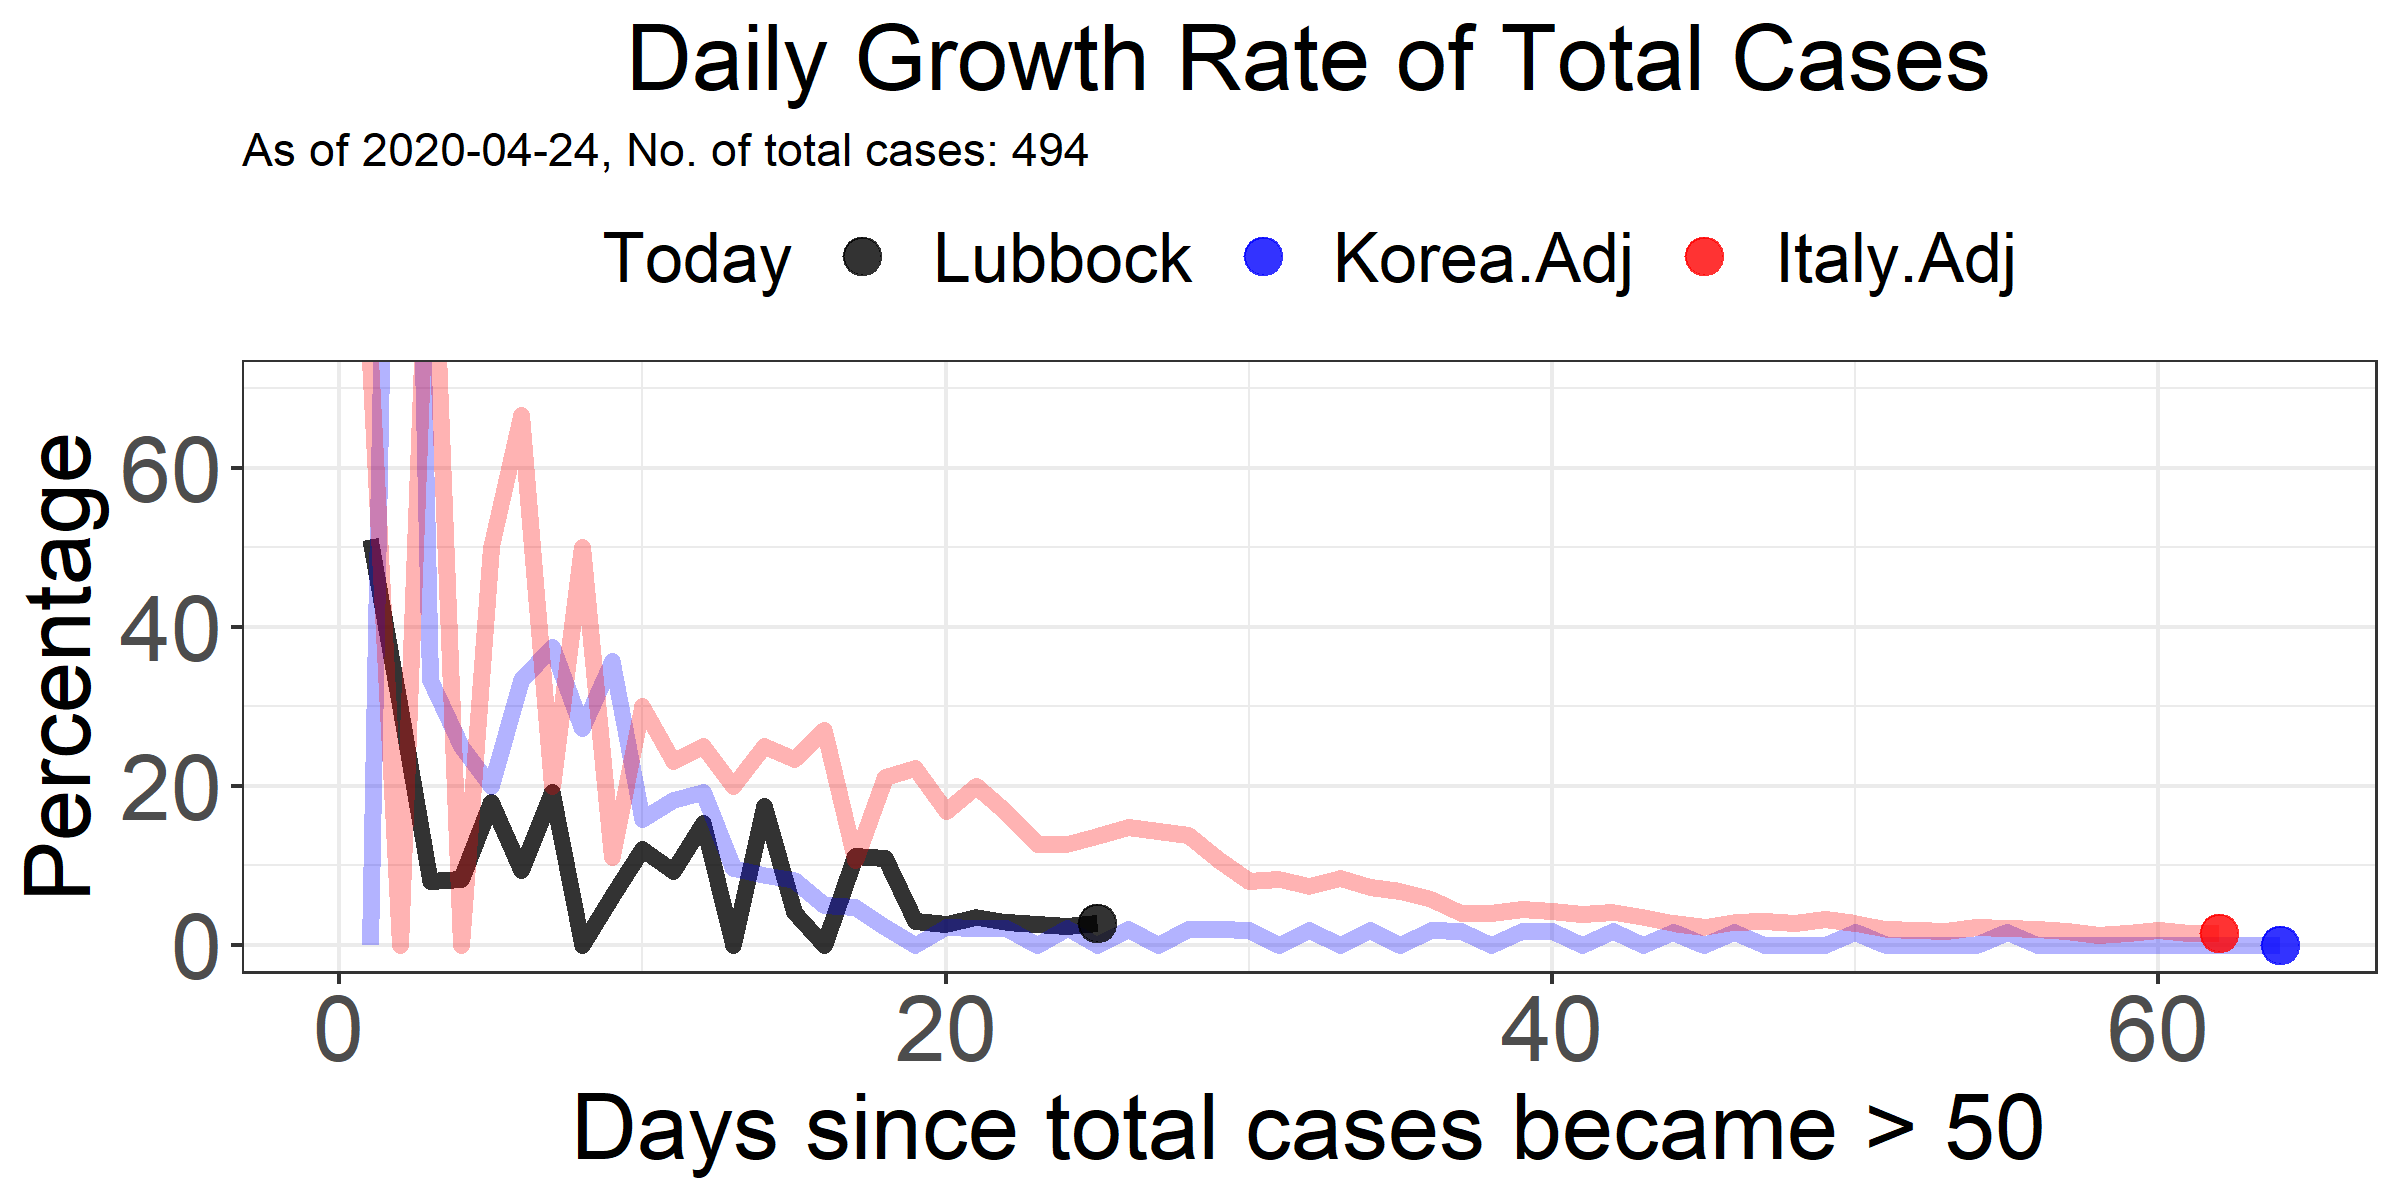 Daily Growth Rate of Total Cases
As of 2020-04-24, No. of total cases: 494
Today Lubbock Korea.Adj Italy.Adj
Percentage
60
40
20
0
0 20 40 60
Days since total cases became > 50